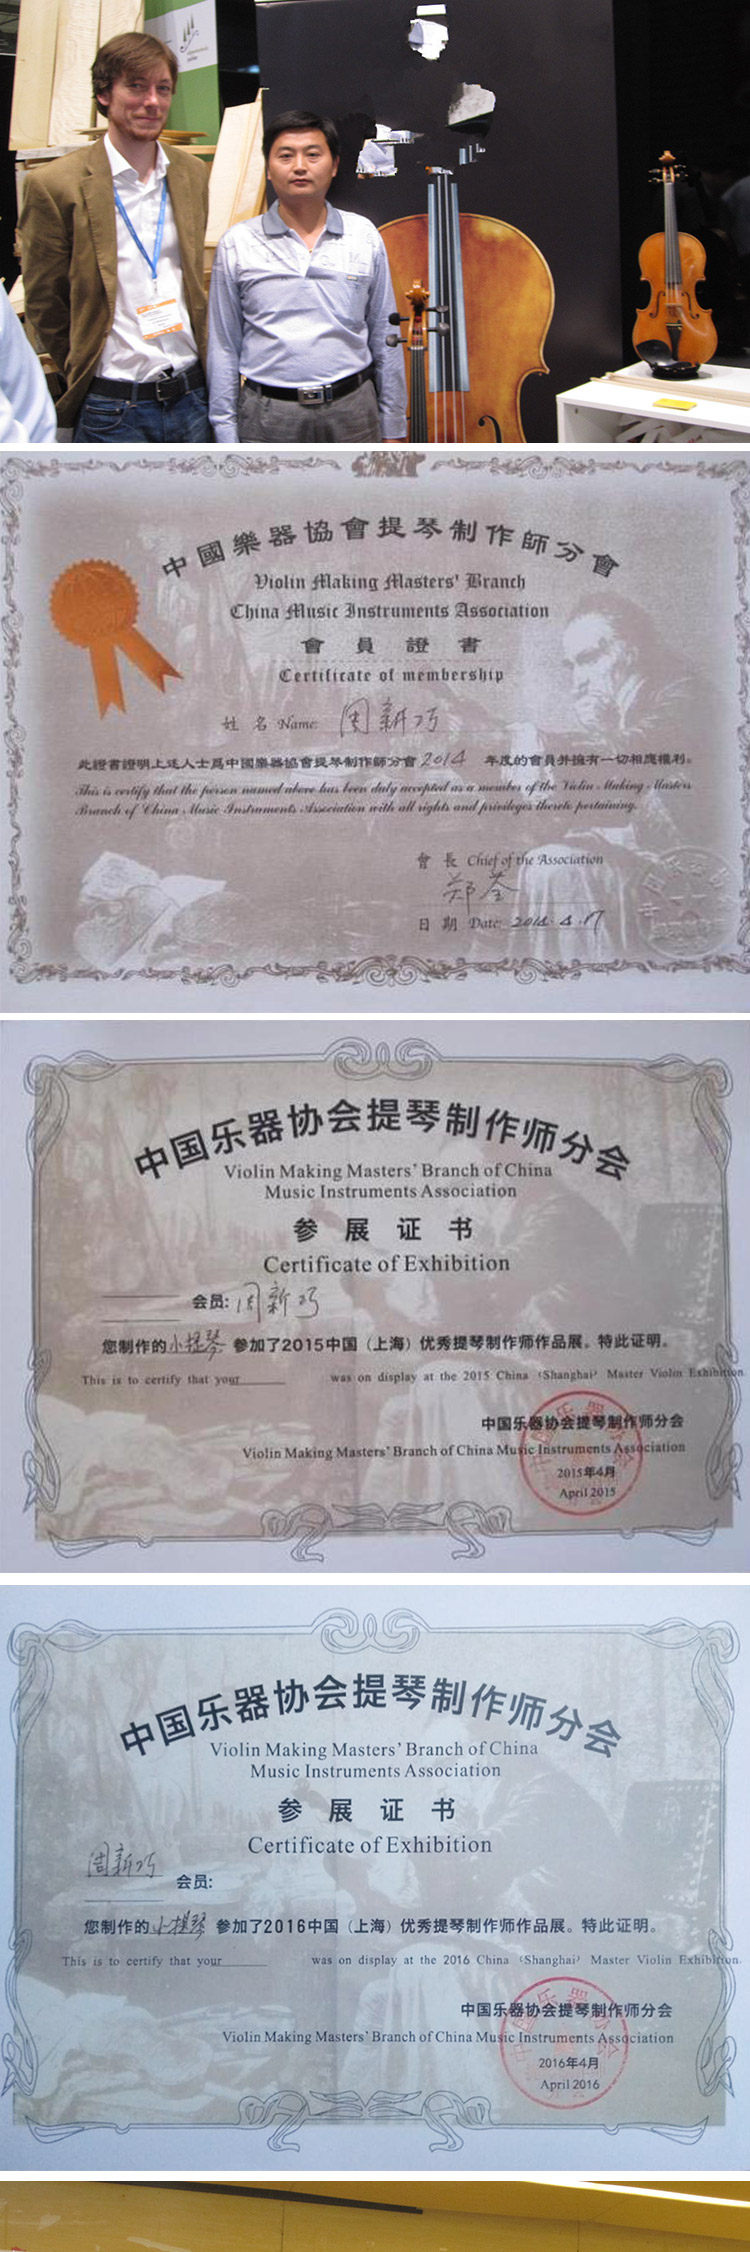 中國樂器協會提琴制作師分會
Violin Making Masters' Branch
China Music Instruments Association
會員證書
Certificate of membership
姓名 Name: 周新巧
此證書證明上述人士爲中國樂器協會提琴制作師分會 2014 年度的會員并擁有一切相應權利。
This is certify that the person named above has been duly accepted as a member of the Violin Making Masters
Branch of China Music Instruments Association with all rights and privileges thereto pertaining.
會長 Chief of the Association
郑荃
日期 Date: 2014.4.17
中国乐器协会提琴制作师分会
Violin Making Masters' Branch of China
Music Instruments Association
参展证书
Certificate of Exhibition
会员: 周新巧
您制作的小提琴 参加了2015中国（上海）优秀提琴制作师作品展。特此证明。
This is to certify that your______ was on display at the 2015 China （Shanghai） Master Violin Exhibition.
中国乐器协会提琴制作师分会
Violin Making Masters' Branch of China Music Instruments Association
2015年4月
April 2015
中国乐器协会提琴制作师分会
Violin Making Masters' Branch of China
Music Instruments Association
参展证书
Certificate of Exhibition
周新巧
会员:
您制作的小提琴 参加了2016中国（上海）优秀提琴制作师作品展。特此证明。
This is to certify that your______ was on display at the 2016 China （Shanghai） Master Violin Exhibition.
中国乐器协会提琴制作师分会
Violin Making Masters' Branch of China Music Instruments Association
2016年4月
April 2016